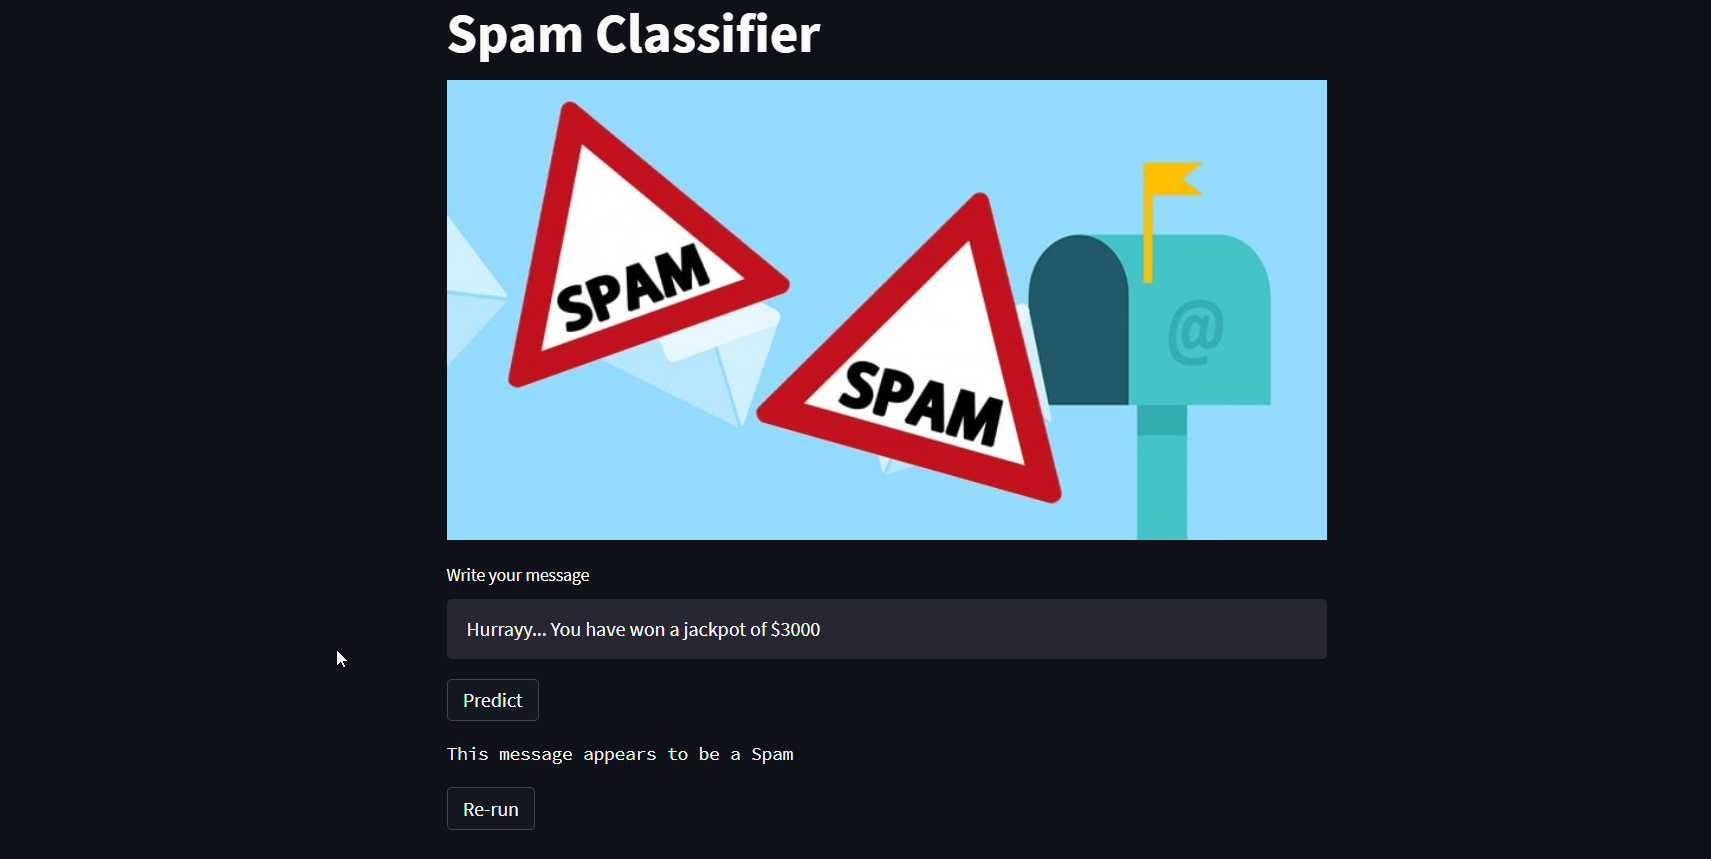 Spam Classifier
SPAM
SPAM
@
Write your message
Hurrayy... You have won a jackpot of $3000
Predict
This message appears to be a Spam
Re-run